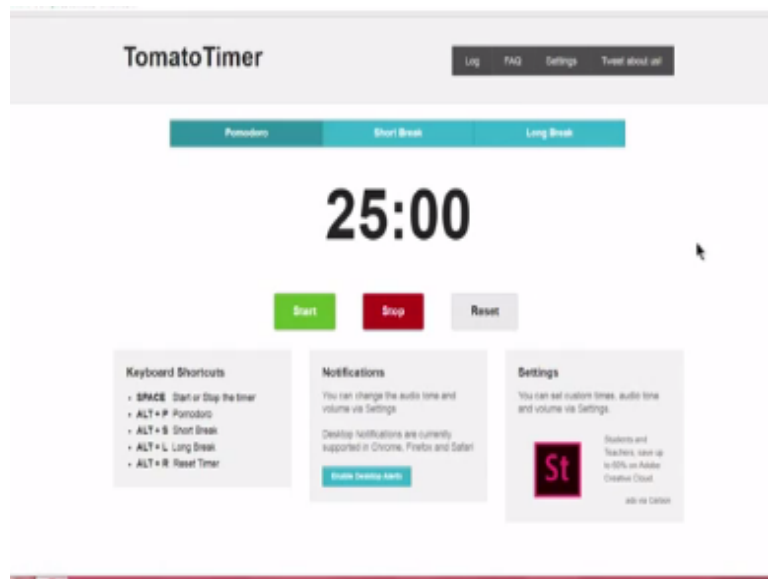 TomatoTimer
Log FAQ Settings Tweet about us!
Pomodoro Short Break Long Break
25:00
Start Stop Reset
Keyboard Shortcuts
SPACE Start or Stop the timer
ALT+P Pomodoro
ALT+S Short Break
ALT+L Long Break
ALT+R Reset Timer
Notifications
You can change the audio tone and
volume via Settings
Desktop Notifications are currently
supported in Chrome, Firefox and Safari
Enable Desktop Alerts
Settings
You can set custom times, audio tone
and volume via Settings.
St
Students and
Teachers, save up
to 60% on Adobe
Creative Cloud.
ads via Carbon